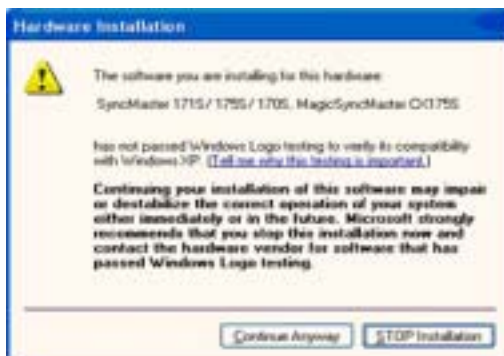 Hardware Installation
The software you are installing for this hardware:
SyncMaster 171S/ 175S/ 170S, MagicSyncMaster CX175S
has not passed Windows Logo testing to verify its compatibility
with Windows XP. (Tell me why this testing is important.)
Continuing your installation of this software may impair
or destabilize the correct operation of your system
either immediately or in the future. Microsoft strongly
recommends that you stop this installation now and
contact the hardware vendor for software that has
passed Windows Logo testing.
Continue Anyway
STOP Installation